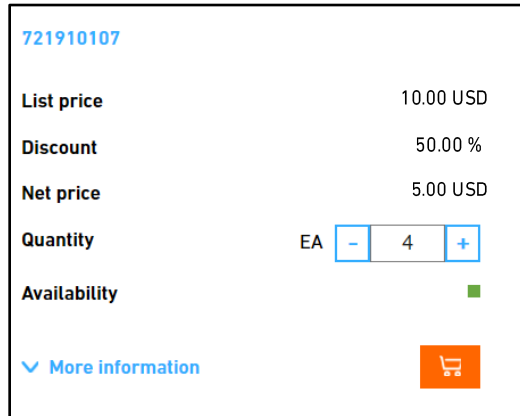 721910107
List price 10.00 USD
Discount 50.00 %
Net price 5.00 USD
Quantity EA - 4 +
Availability
More information